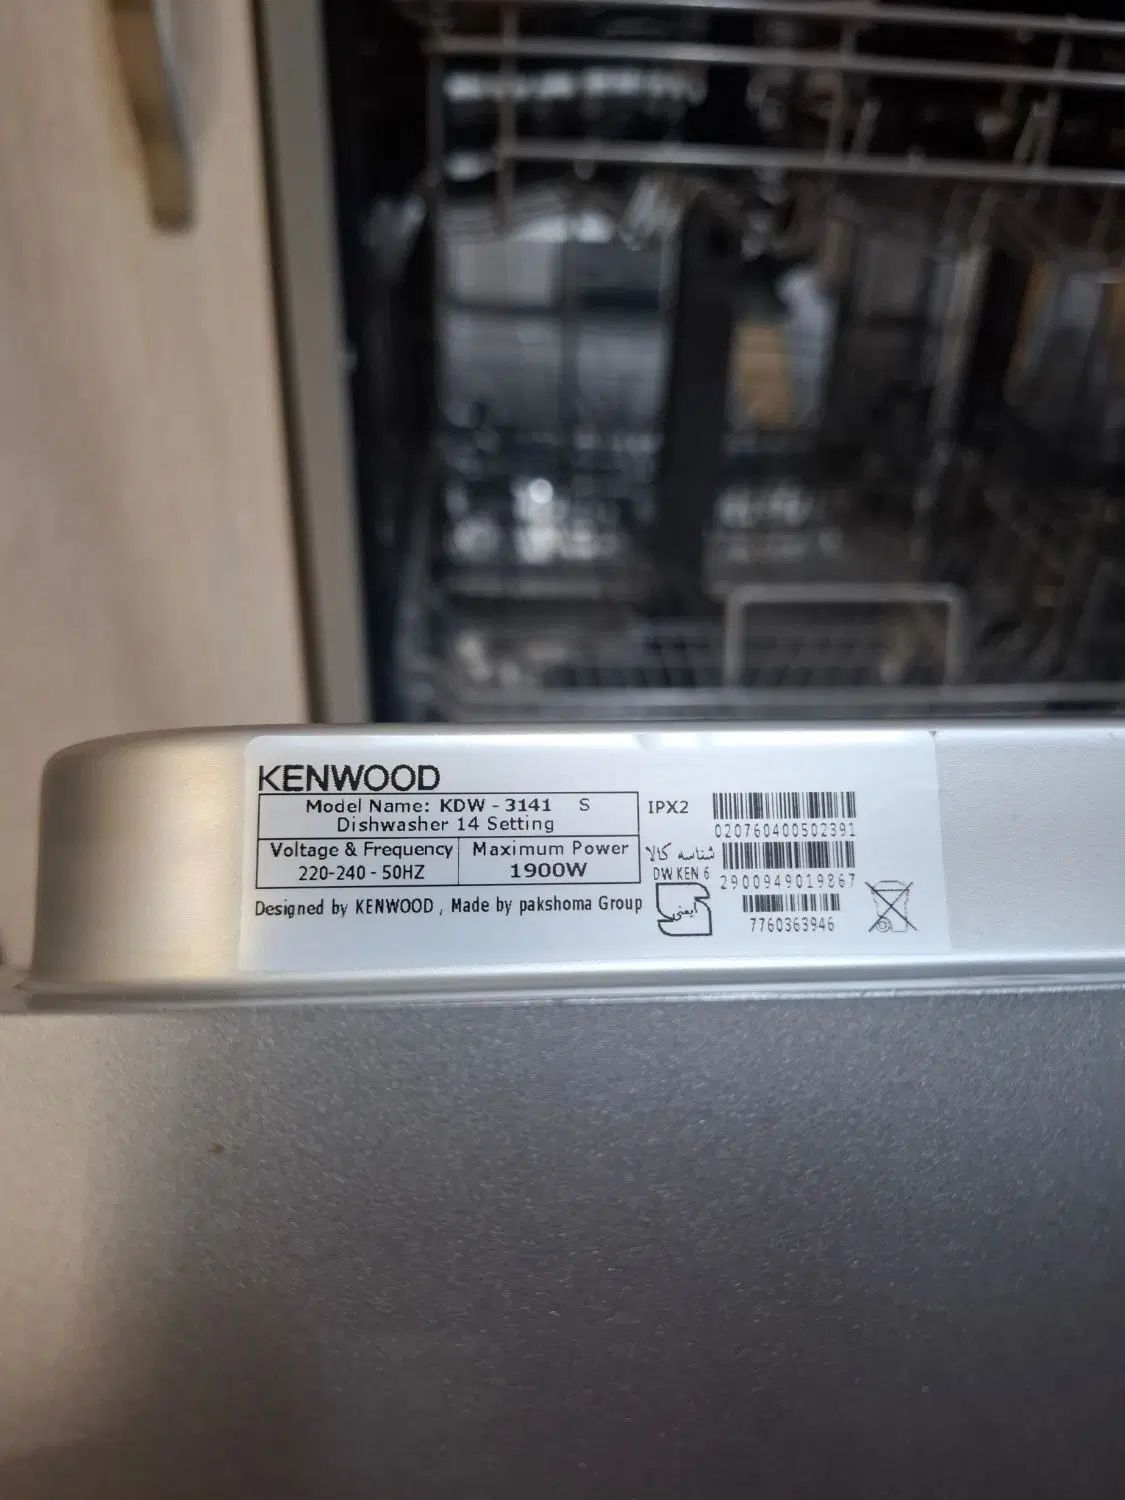 KENWOOD
Model Name: KDW - 3141 S
Dishwasher 14 Setting
Voltage & Frequency
220-240 - 50HZ
Maximum Power
1900W
Designed by KENWOOD , Made by pakshoma Group
IPX2
020760400502391
شناسه کالا
DW KEN 6
2900949019867
ایمنی
7760363946